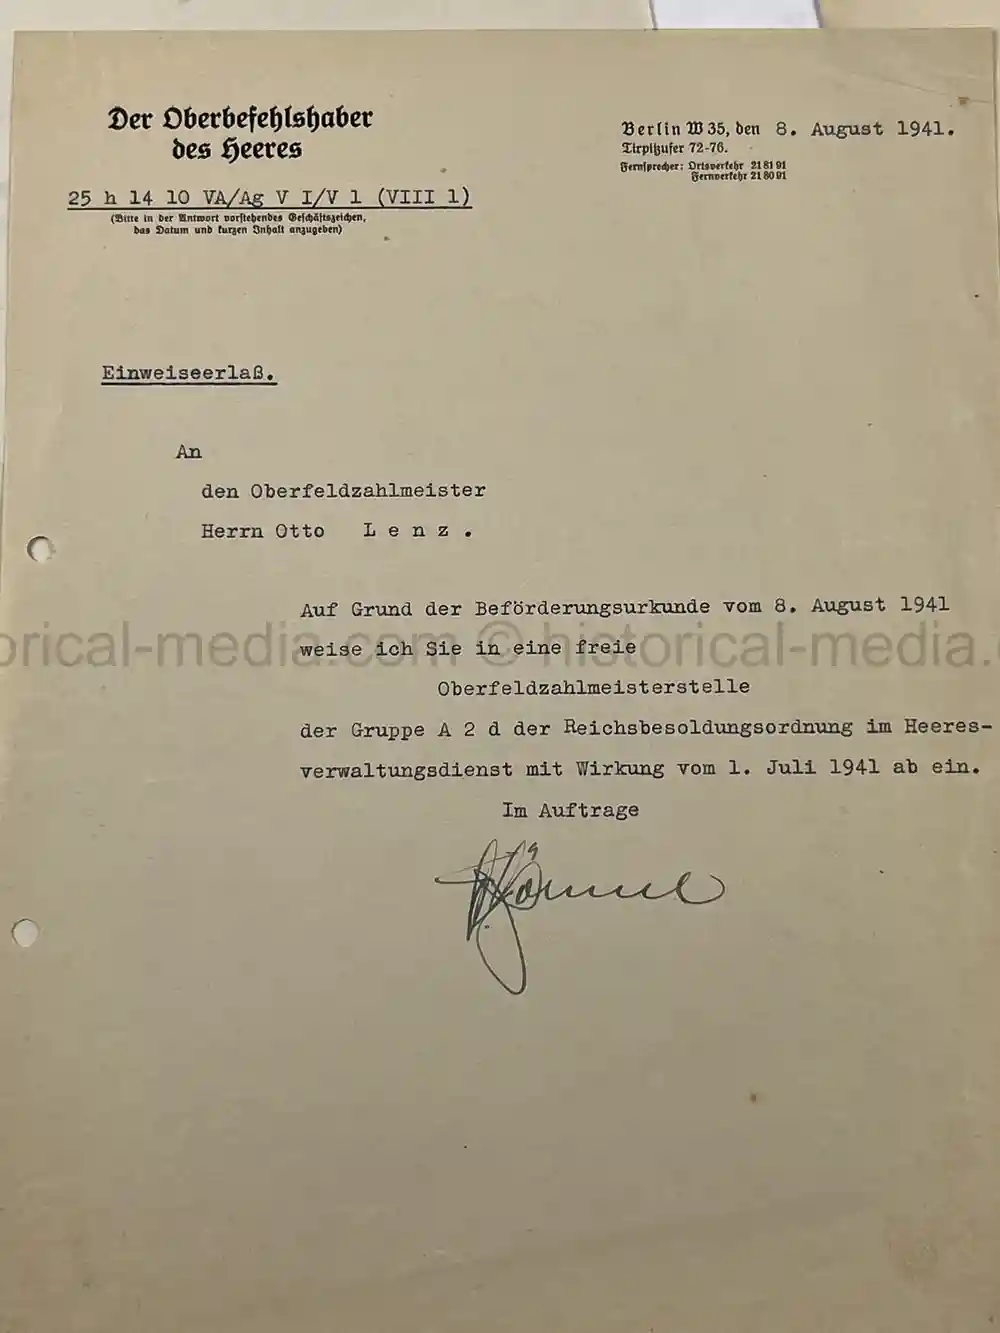 Der Oberbefehlshaber
des Heeres
25 h 14 10 VA/Ag V I/V 1 (VIII 1)
(Bitte in der Antwort vorstehendes Geschäftszeichen,
das Datum und kurzen Inhalt anzugeben)
Berlin W 35, den 8. August 1941.
Tirpitzufer 72-76.
Fernsprecher: Ortsverkehr 21 81 91
Fernverkehr 21 80 91
Einweiseerlaß.
An
den Oberfeldzahlmeister
Herrn Otto L e n z .
Auf Grund der Beförderungsurkunde vom 8. August 1941
weise ich Sie in eine freie
Oberfeldzahlmeisterstelle
der Gruppe A 2 d der Reichsbesoldungsordnung im Heeres-
verwaltungsdienst mit Wirkung vom 1. Juli 1941 ab ein.
Im Auftrage
orical-media.com © historical-media.